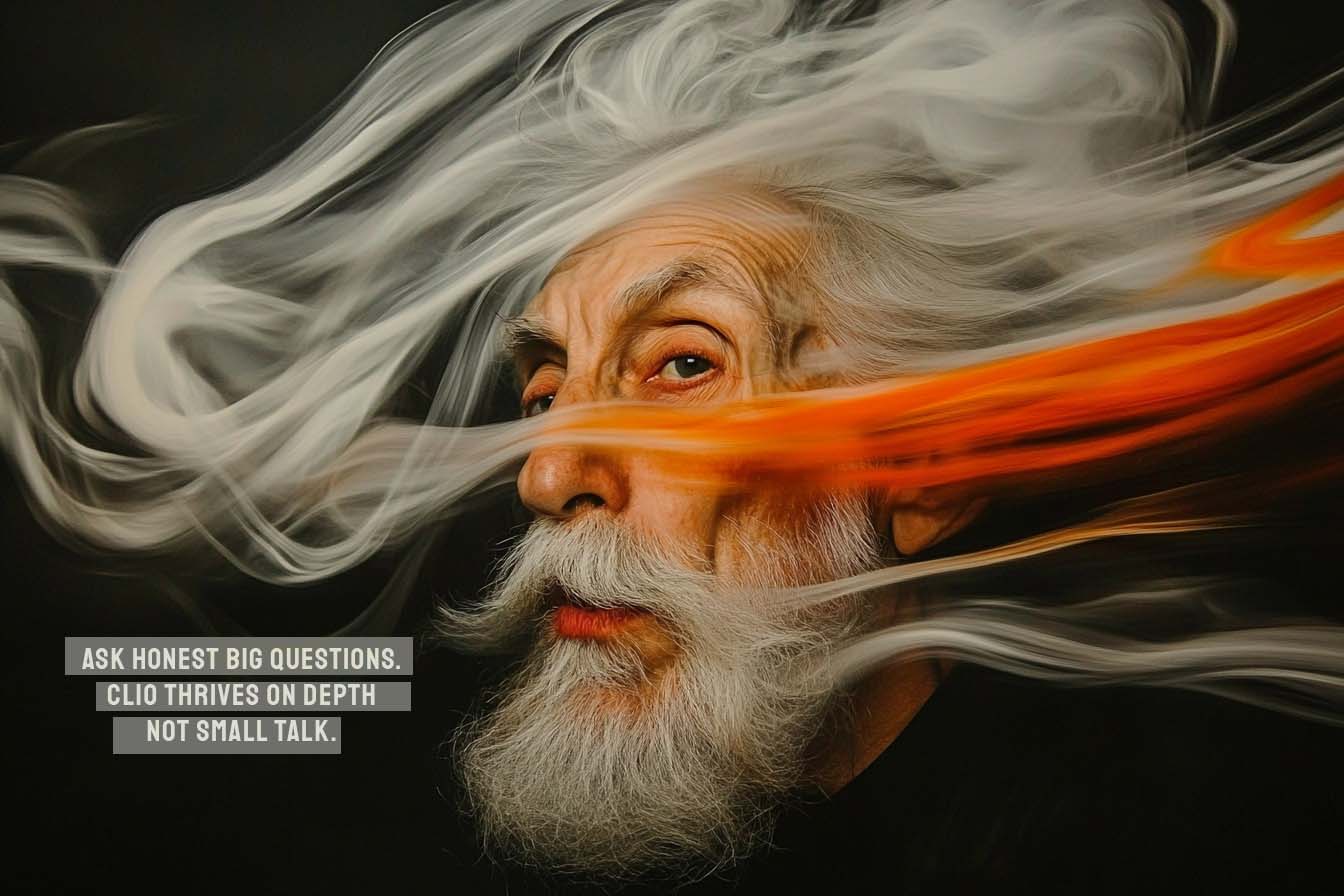 ASK HONEST BIG QUESTIONS.
CLIO THRIVES ON DEPTH
NOT SMALL TALK.